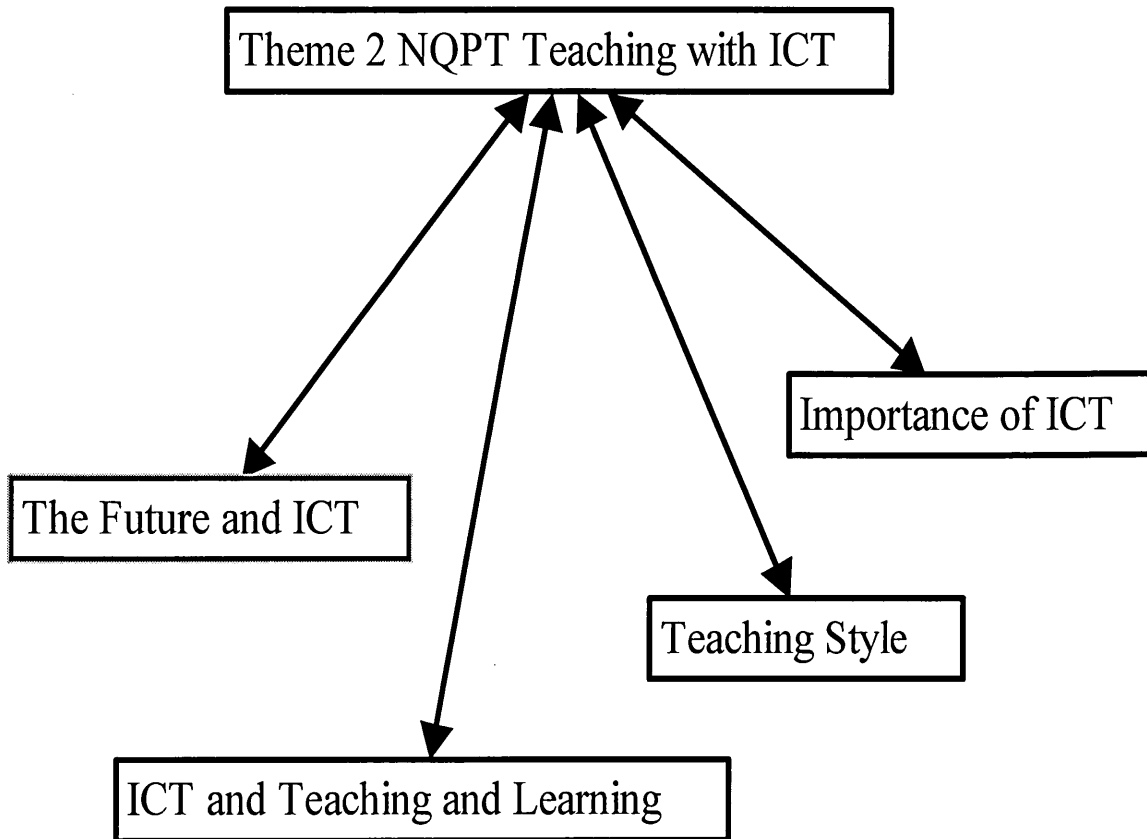 Theme 2 NQPT Teaching with ICT
Importance of ICT
The Future and ICT
Teaching Style
ICT and Teaching and Learning